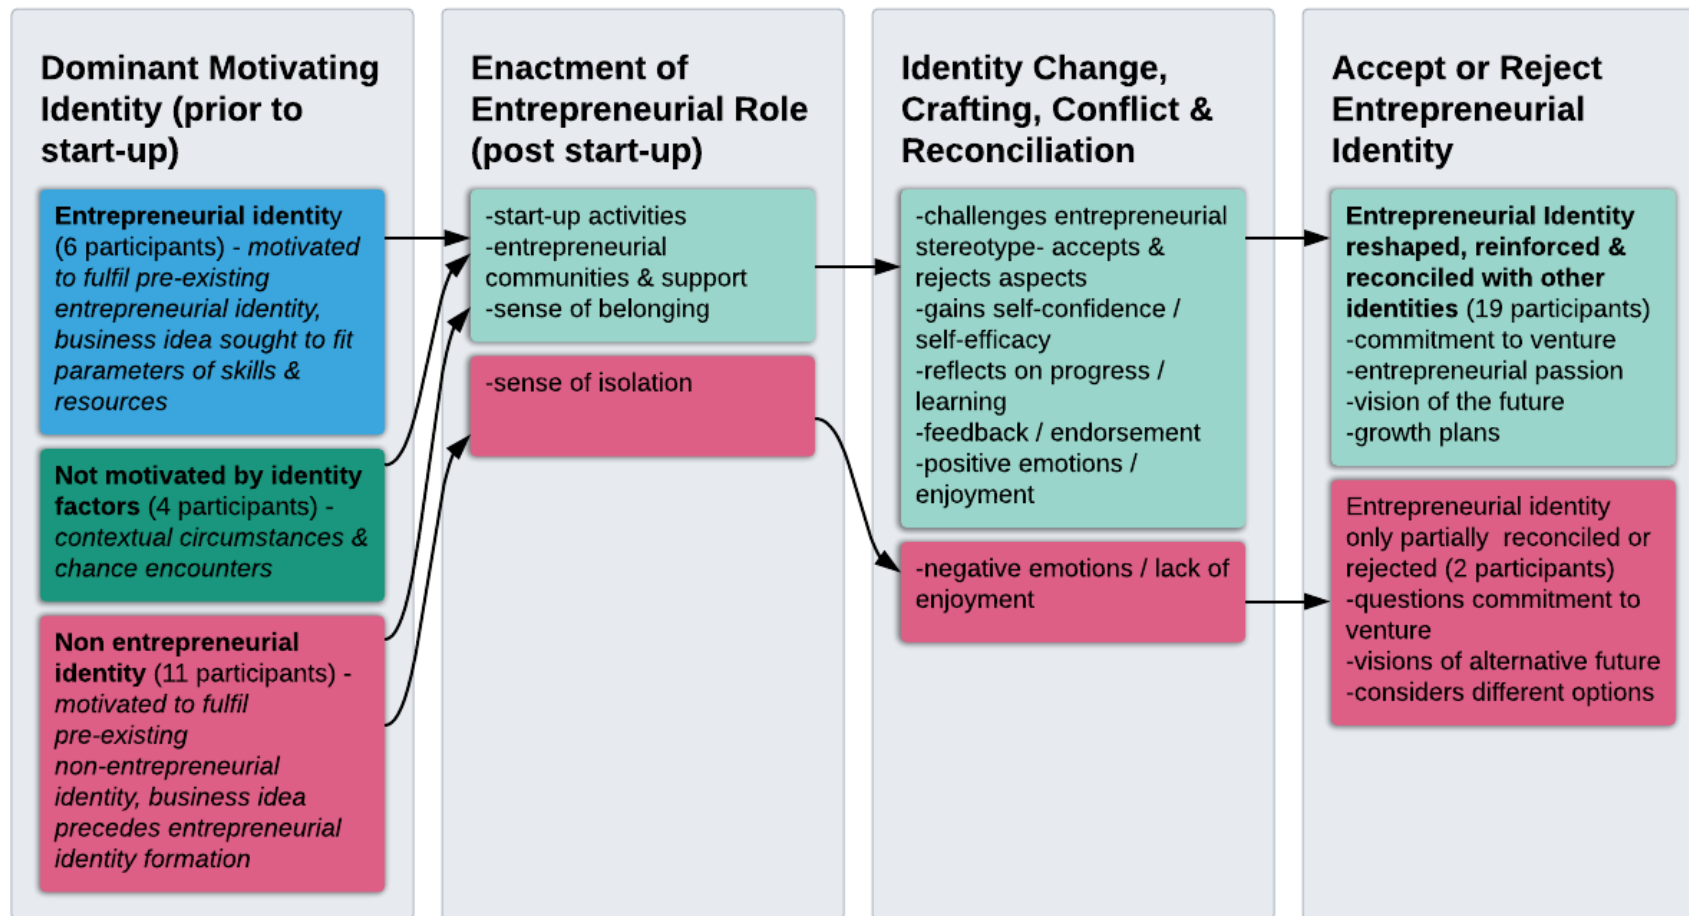 Dominant Motivating
Identity (prior to
start-up)
Entrepreneurial identity
(6 participants) - motivated
to fulfil pre-existing
entrepreneurial identity,
business idea sought to fit
parameters of skills &
resources
Not motivated by identity
factors (4 participants) -
contextual circumstances &
chance encounters
Non entrepreneurial
identity (11 participants) -
motivated to fulfil
pre-existing
non-entrepreneurial
identity, business idea
precedes entrepreneurial
identity formation
Enactment of
Entrepreneurial Role
(post start-up)
-start-up activities
-entrepreneurial
communities & support
-sense of belonging
-sense of isolation
Identity Change,
Crafting, Conflict &
Reconciliation
-challenges entrepreneurial
stereotype- accepts &
rejects aspects
-gains self-confidence /
self-efficacy
-reflects on progress /
learning
-feedback / endorsement
-positive emotions /
enjoyment
-negative emotions / lack of
enjoyment
Accept or Reject
Entrepreneurial
Identity
Entrepreneurial Identity
reshaped, reinforced &
reconciled with other
identities (19 participants)
-commitment to venture
-entrepreneurial passion
-vision of the future
-growth plans
Entrepreneurial identity
only partially reconciled or
rejected (2 participants)
-questions commitment to
venture
-visions of alternative future
-considers different options